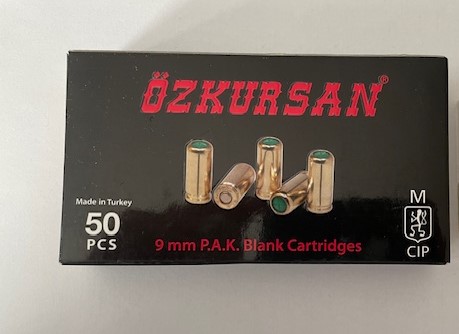 ÖZKURSAN®
Made in Turkey
50
PCS
9 mm P.A.K. Blank Cartridges
M
CIP